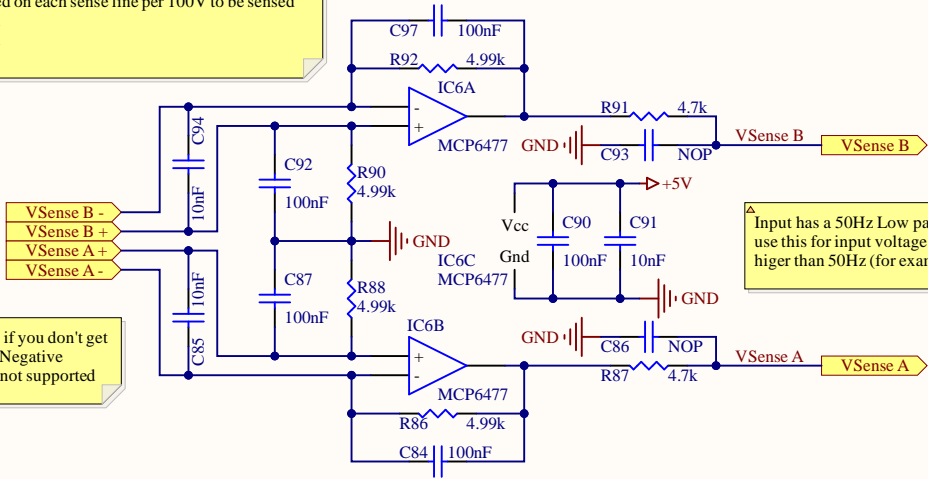 ed on each sense line per 100V to be sensed
C97 100nF
R92 4.99k
IC6A
-
+
MCP6477
R91 4.7k
GND C93 NOP
VSense B
VSense B
C94
10nF
C92
100nF
R90
4.99k
+5V
Vcc
Gnd
C90
100nF
C91
10nF
GND
VSense B -
VSense B +
VSense A +
VSense A -
GND
IC6C
MCP6477
Input has a 50Hz Low pa
use this for input voltage
higer than 50Hz (for exam
10nF
C85
C87
100nF
R88
4.99k
IC6B
+
-
MCP6477
GND C86 NOP
R87 4.7k
VSense A
VSense A
if you don't get
Negative
not supported
R86 4.99k
C84 100nF